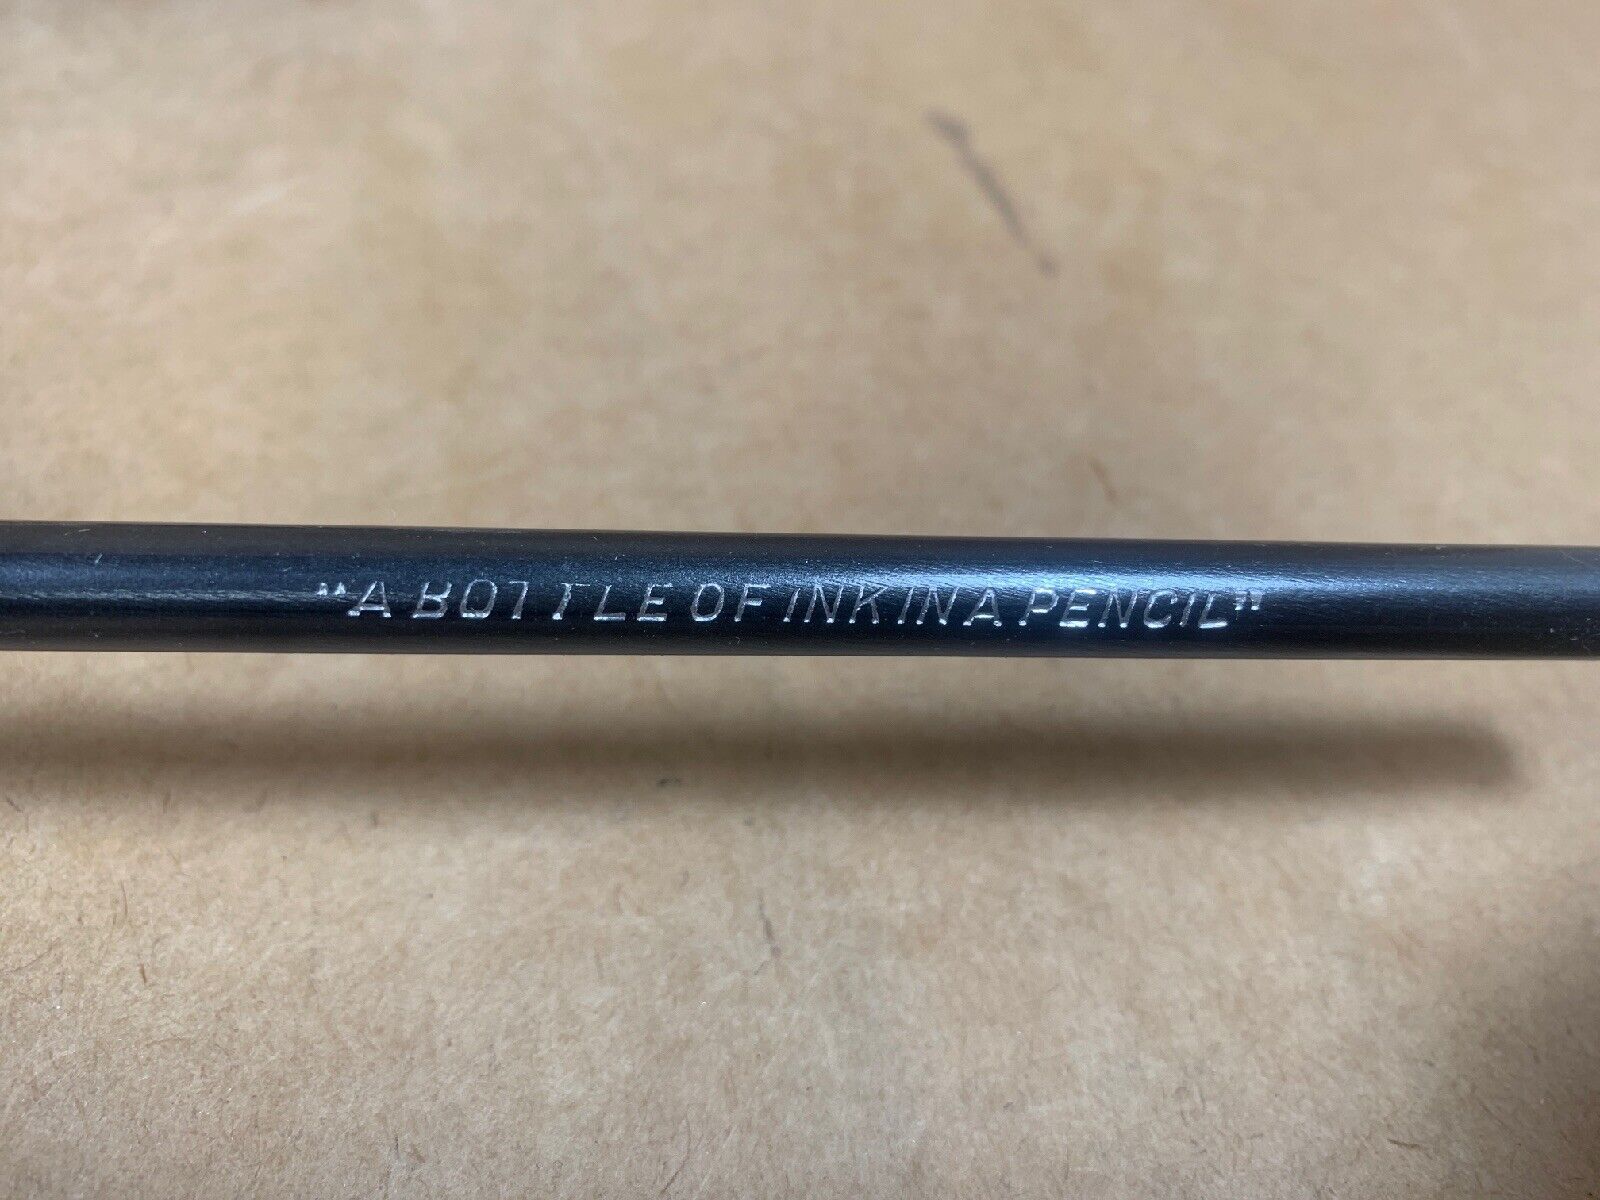 "A BOTTLE OF INK IN A PENCIL"